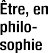 Être, en
philo-
sophie